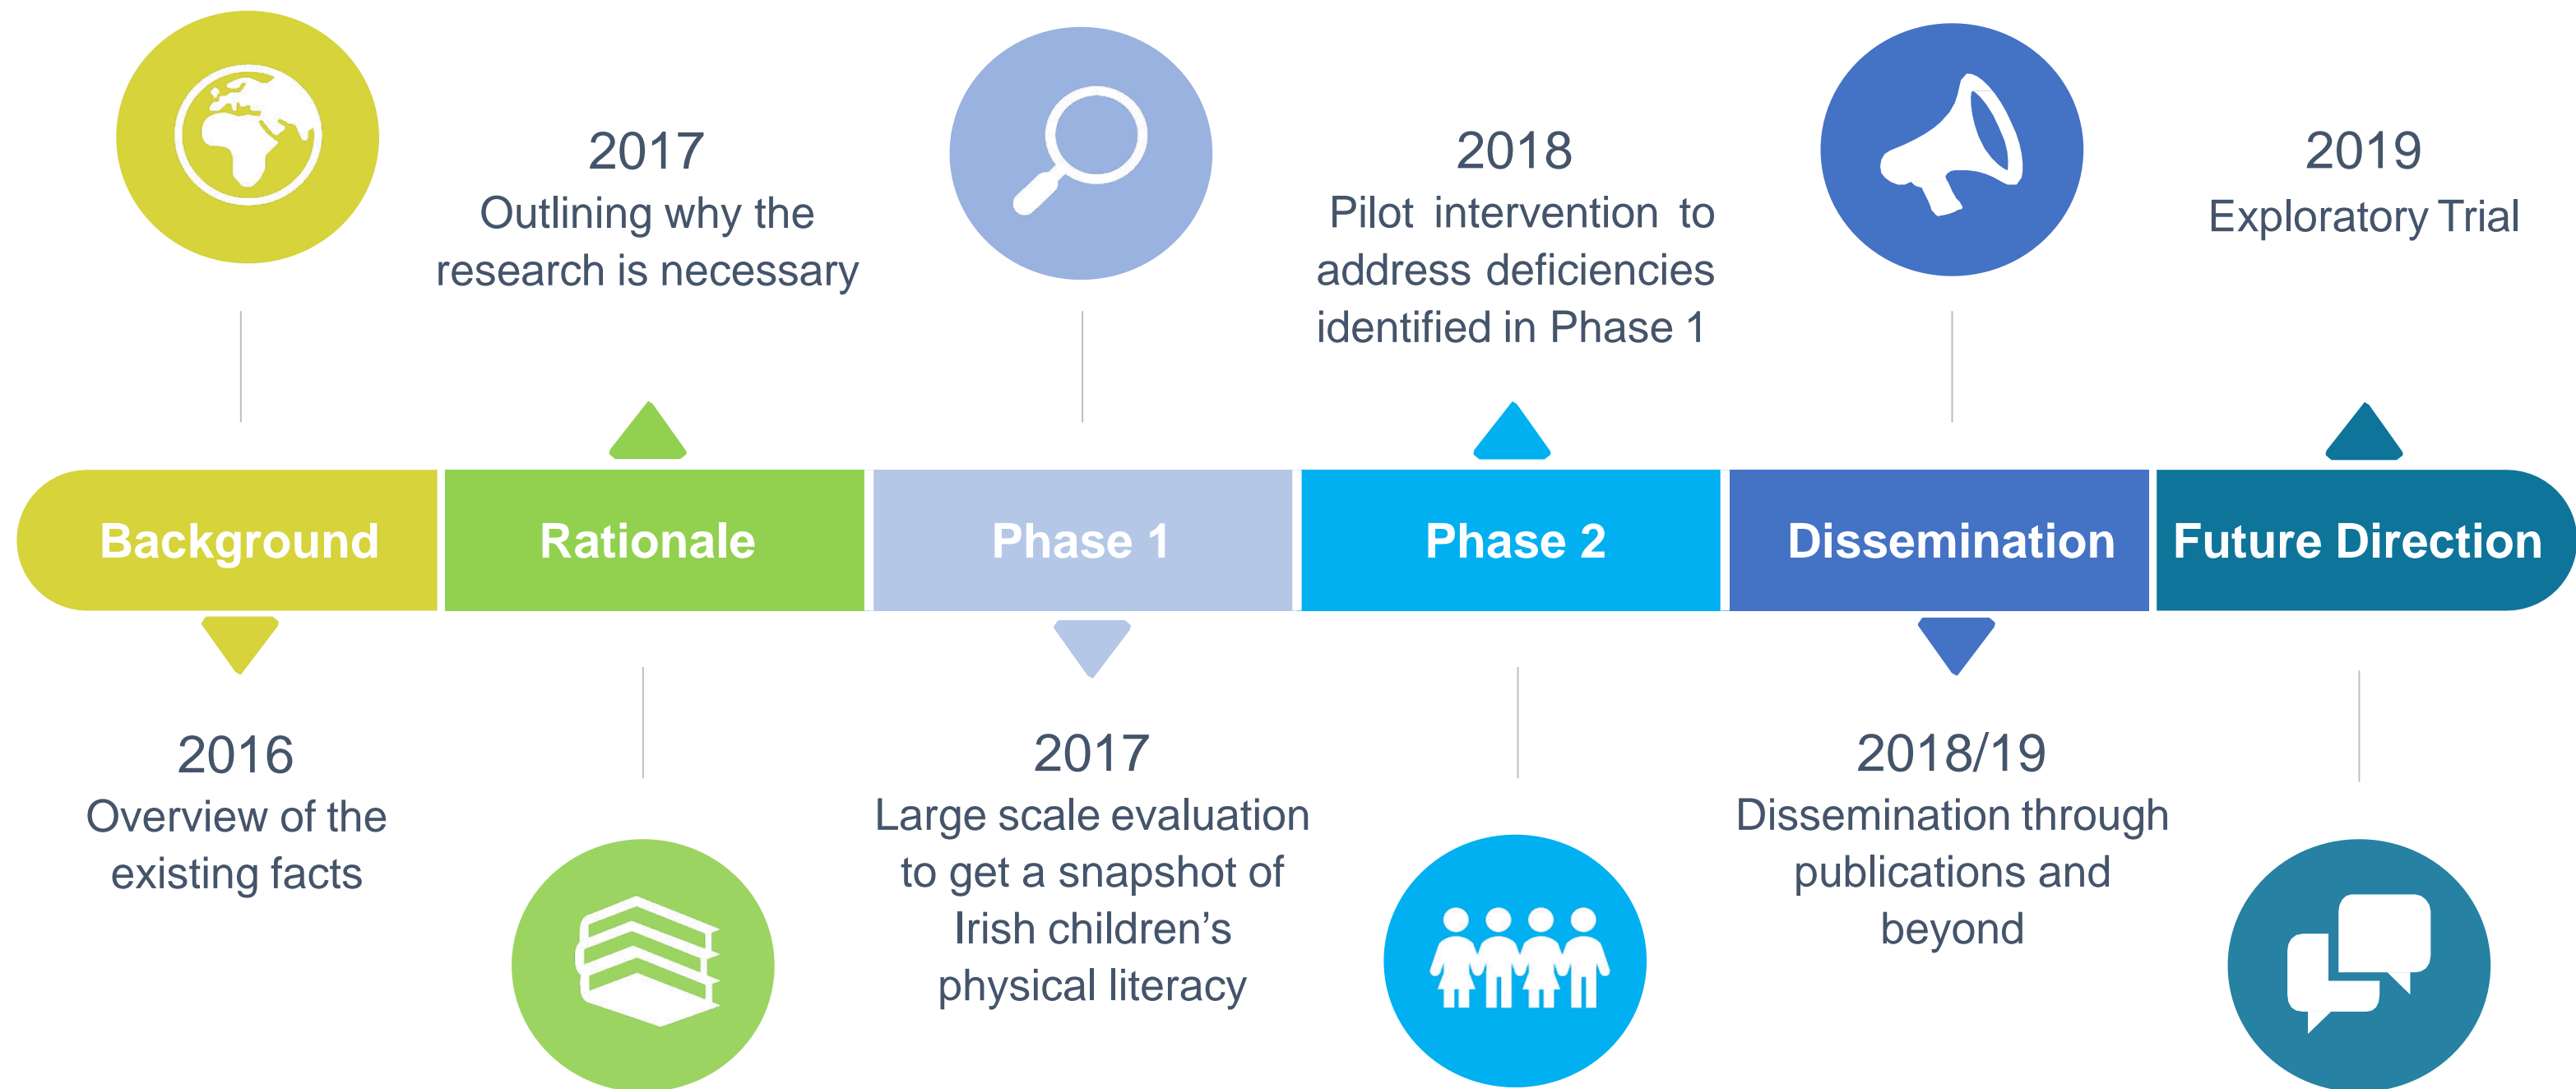 2017
Outlining why the
research is necessary
2018
Pilot intervention to
address deficiencies
identified in Phase 1
2019
Exploratory Trial
Background
Rationale
Phase 1
Phase 2
Dissemination
Future Direction
2016
Overview of the
existing facts
2017
Large scale evaluation
to get a snapshot of
Irish children’s
physical literacy
2018/19
Dissemination through
publications and
beyond